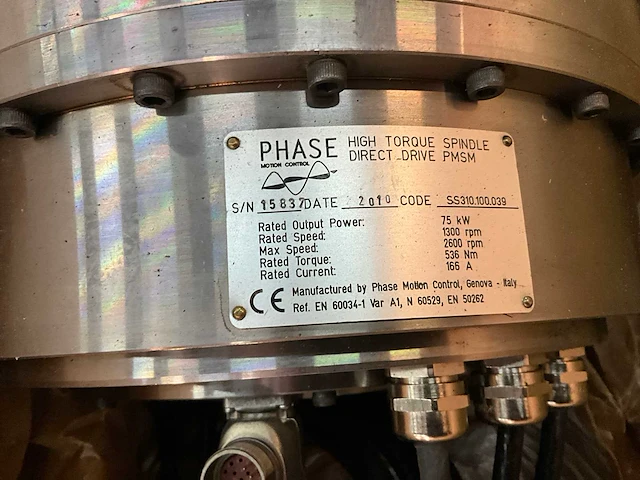 PHASE
MOTION CONTROL
HIGH TORQUE SPINDLE
DIRECT DRIVE PMSM
S/N 15837 DATE 2010 CODE SS310.100.039
Rated Output Power: 75 kW
Rated Speed: 1300 rpm
Max Speed: 2600 rpm
Rated Torque: 536 Nm
Rated Current: 166 A
CE Manufactured by Phase Motion Control, Genova - Italy
Ref. EN 60034-1 Var A1, N 60529, EN 50262